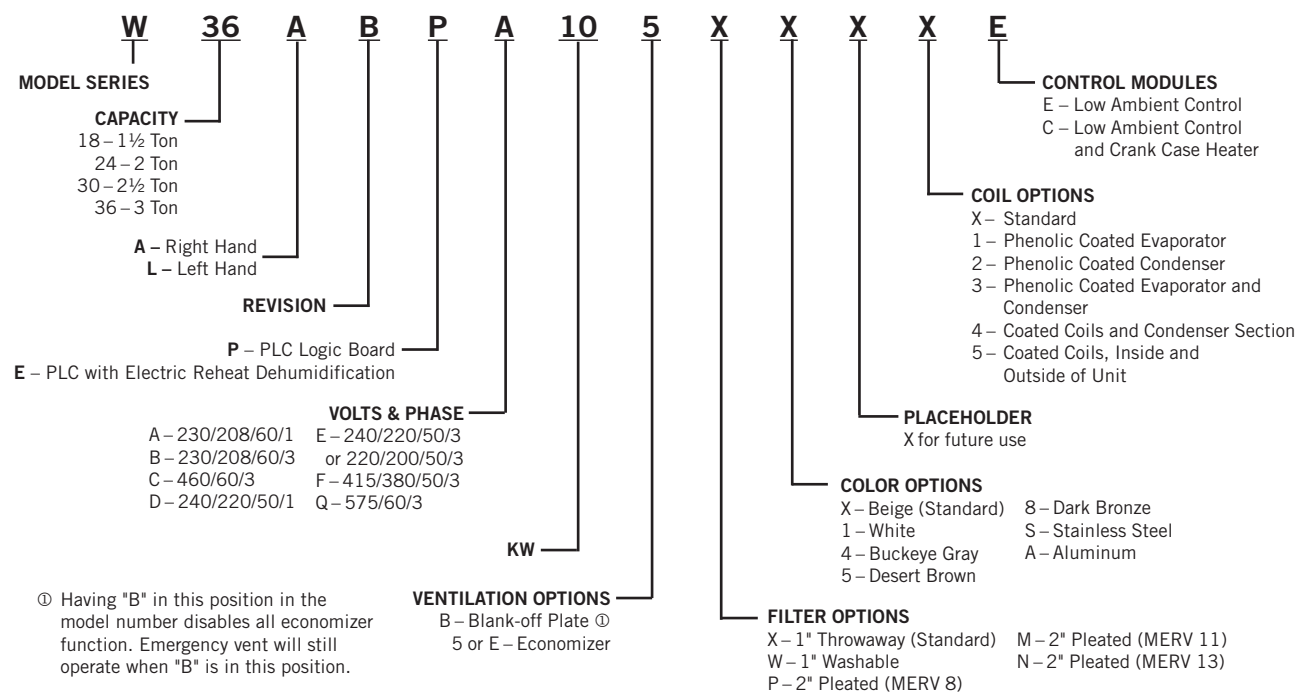 W 36 A B P A 10 5 X X X X E
MODEL SERIES
CAPACITY
18 – 1½ Ton
24 – 2 Ton
30 – 2½ Ton
36 – 3 Ton
A – Right Hand
L – Left Hand
REVISION
P – PLC Logic Board
E – PLC with Electric Reheat Dehumidification
VOLTS & PHASE
A – 230/208/60/1
B – 230/208/60/3
C – 460/60/3
D – 240/220/50/1
E – 240/220/50/3
or 220/200/50/3
F – 415/380/50/3
Q – 575/60/3
KW
VENTILATION OPTIONS
B – Blank-off Plate ①
5 or E – Economizer
① Having "B" in this position in the
model number disables all economizer
function. Emergency vent will still
operate when "B" is in this position.
FILTER OPTIONS
X – 1" Throwaway (Standard)
W – 1" Washable
P – 2" Pleated (MERV 8)
M – 2" Pleated (MERV 11)
N – 2" Pleated (MERV 13)
COLOR OPTIONS
X – Beige (Standard)
1 – White
4 – Buckeye Gray
5 – Desert Brown
8 – Dark Bronze
S – Stainless Steel
A – Aluminum
PLACEHOLDER
X for future use
COIL OPTIONS
X – Standard
1 – Phenolic Coated Evaporator
2 – Phenolic Coated Condenser
3 – Phenolic Coated Evaporator and
Condenser
4 – Coated Coils and Condenser Section
5 – Coated Coils, Inside and
Outside of Unit
CONTROL MODULES
E – Low Ambient Control
C – Low Ambient Control
and Crank Case Heater